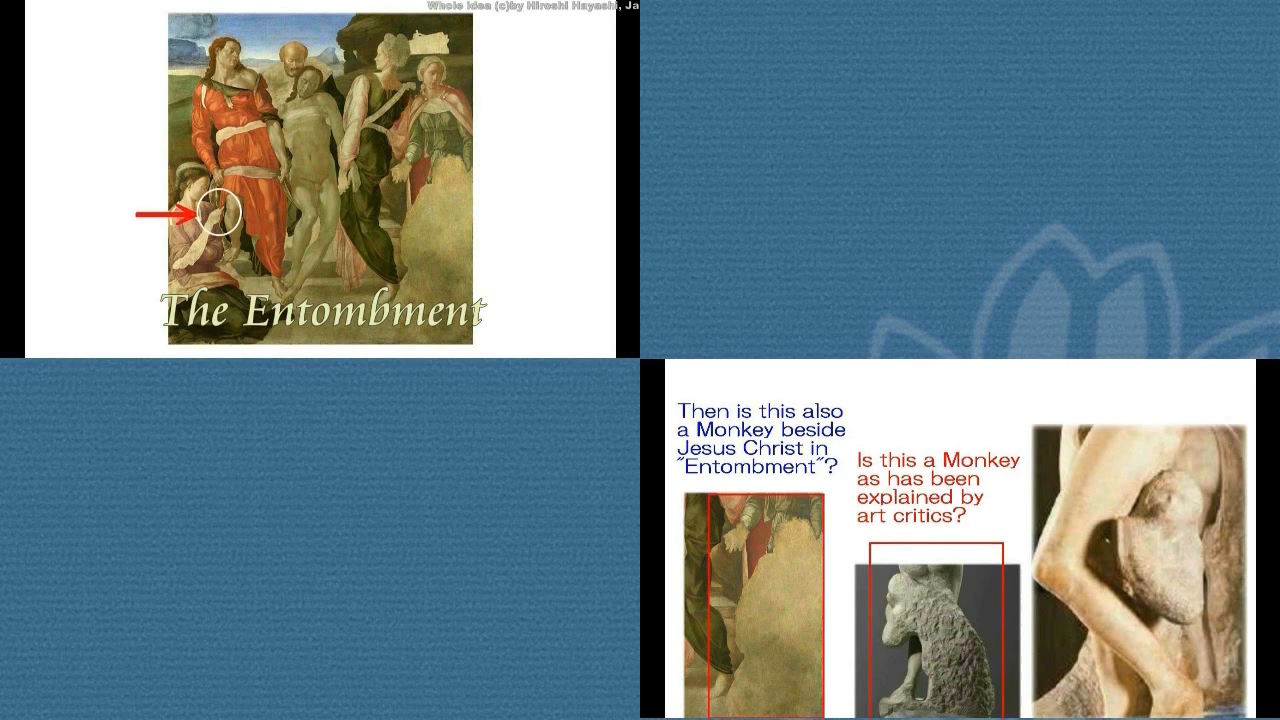 Whole idea (c)by Hiroshi Hayashi, Ja
The Entombment
Then is this also
a Monkey beside
Jesus Christ in
"Entombment"?
Is this a Monkey
as has been
explained by
art critics?